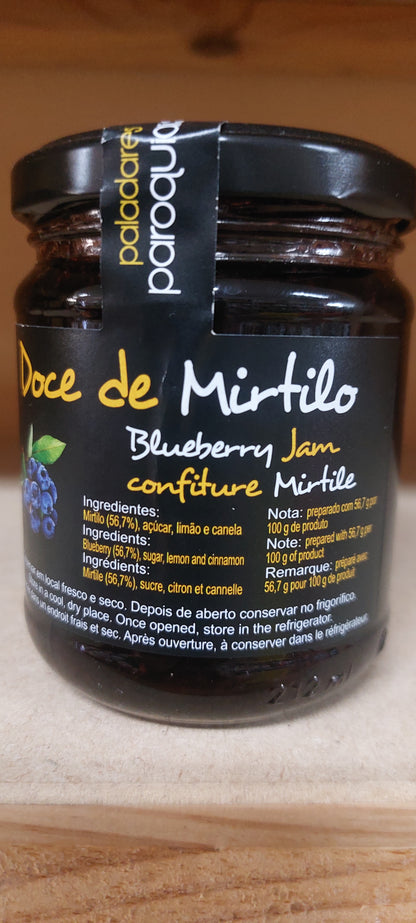 paladares
paroquia
Doce de Mirtilo
Blueberry Jam
confiture Mirtile
Ingredientes:
Mirtilo (56,7%), açúcar, limão e canela
Ingredients:
Blueberry (56,7%), sugar, lemon and cinnamon
Ingrédients:
Mirtile (56,7%), sucre, citron et cannelle
Nota: preparado com 56,7 g por
100 g de produto
Note: prepared with 56,7 g per
100 g of product
Remarque: préparé avec
56,7 g pour 100 g de produit
em local fresco e seco. Depois de aberto conservar no frigorífico.
in a cool, dry place. Once opened, store in the refrigerator.
un endroit frais et sec. Après ouverture, à conserver dans le réfrigérateur.
212 ml